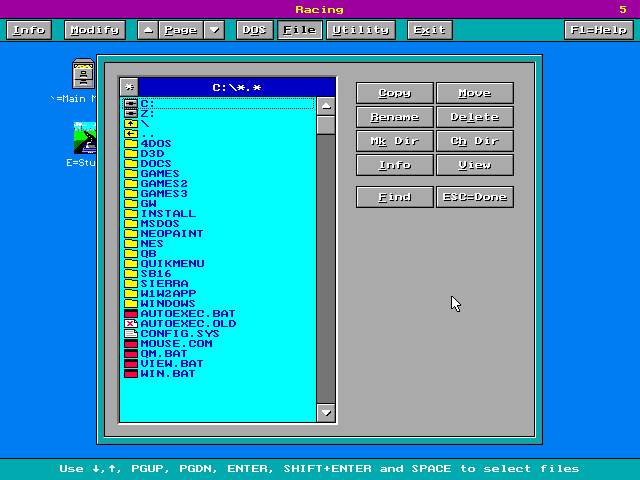 Racing 5
Info Modify Page DOS File Utility Exit F1=Help
* C:\*.*
`=Main M
E=Stu
C:
Z:
\
..
4DOS
D3D
DOCS
GAMES
GAMES2
GAMES3
GW
INSTALL
MSDOS
NEOPAINT
NES
QB
QUIKMENU
SB16
SIERRA
W1W2APP
WINDOWS
AUTOEXEC.BAT
AUTOEXEC.OLD
CONFIG.SYS
MOUSE.COM
QM.BAT
VIEW.BAT
WIN.BAT
Copy Move
Rename Delete
Mk Dir Ch Dir
Info View
Find ESC=Done
Use ↓,↑, PGUP, PGDN, ENTER, SHIFT+ENTER and SPACE to select files